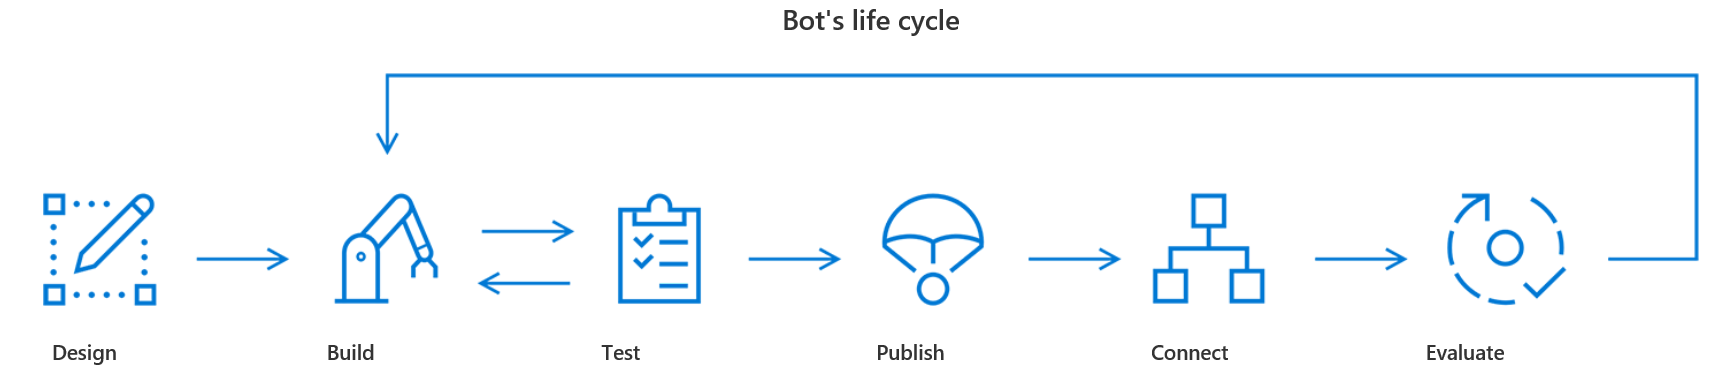 Bot's life cycle
Design
Build
Test
Publish
Connect
Evaluate